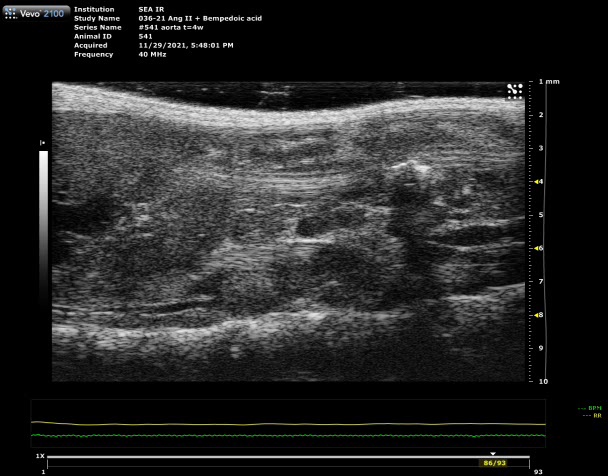 Vevo 2100
Institution SEA IR
Study Name 036-21 Ang II + Bempedoic acid
Series Name #541 aorta t=4w
Animal ID 541
Acquired 11/29/2021, 5:48:01 PM
Frequency 40 MHz
1 mm
2
3
4
5
6
7
8
9
10
BPM
RR
1X
86/93
1
93